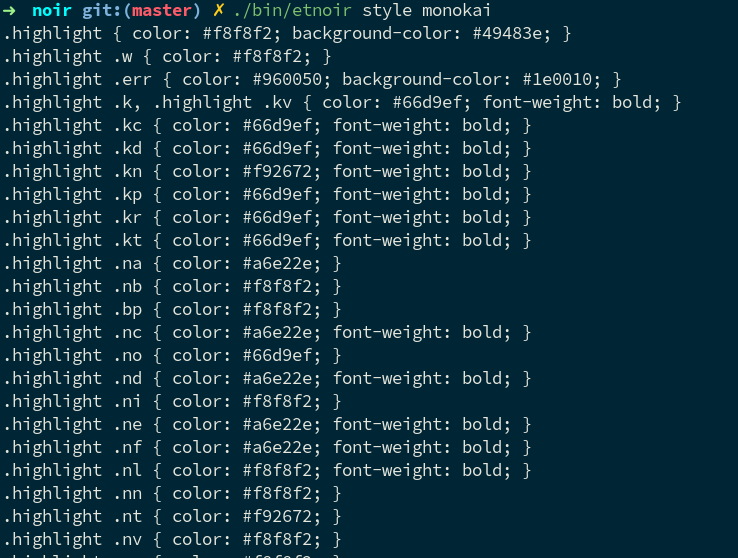 ➜  noir git:(master) ✗ ./bin/etnoir style monokai
.highlight { color: #f8f8f2; background-color: #49483e; }
.highlight .w { color: #f8f8f2; }
.highlight .err { color: #960050; background-color: #1e0010; }
.highlight .k, .highlight .kv { color: #66d9ef; font-weight: bold; }
.highlight .kc { color: #66d9ef; font-weight: bold; }
.highlight .kd { color: #66d9ef; font-weight: bold; }
.highlight .kn { color: #f92672; font-weight: bold; }
.highlight .kp { color: #66d9ef; font-weight: bold; }
.highlight .kr { color: #66d9ef; font-weight: bold; }
.highlight .kt { color: #66d9ef; font-weight: bold; }
.highlight .na { color: #a6e22e; }
.highlight .nb { color: #f8f8f2; }
.highlight .bp { color: #f8f8f2; }
.highlight .nc { color: #a6e22e; font-weight: bold; }
.highlight .no { color: #66d9ef; }
.highlight .nd { color: #a6e22e; font-weight: bold; }
.highlight .ni { color: #f8f8f2; }
.highlight .ne { color: #a6e22e; font-weight: bold; }
.highlight .nf { color: #a6e22e; font-weight: bold; }
.highlight .nl { color: #f8f8f2; font-weight: bold; }
.highlight .nn { color: #f8f8f2; }
.highlight .nt { color: #f92672; }
.highlight .nv { color: #f8f8f2; }